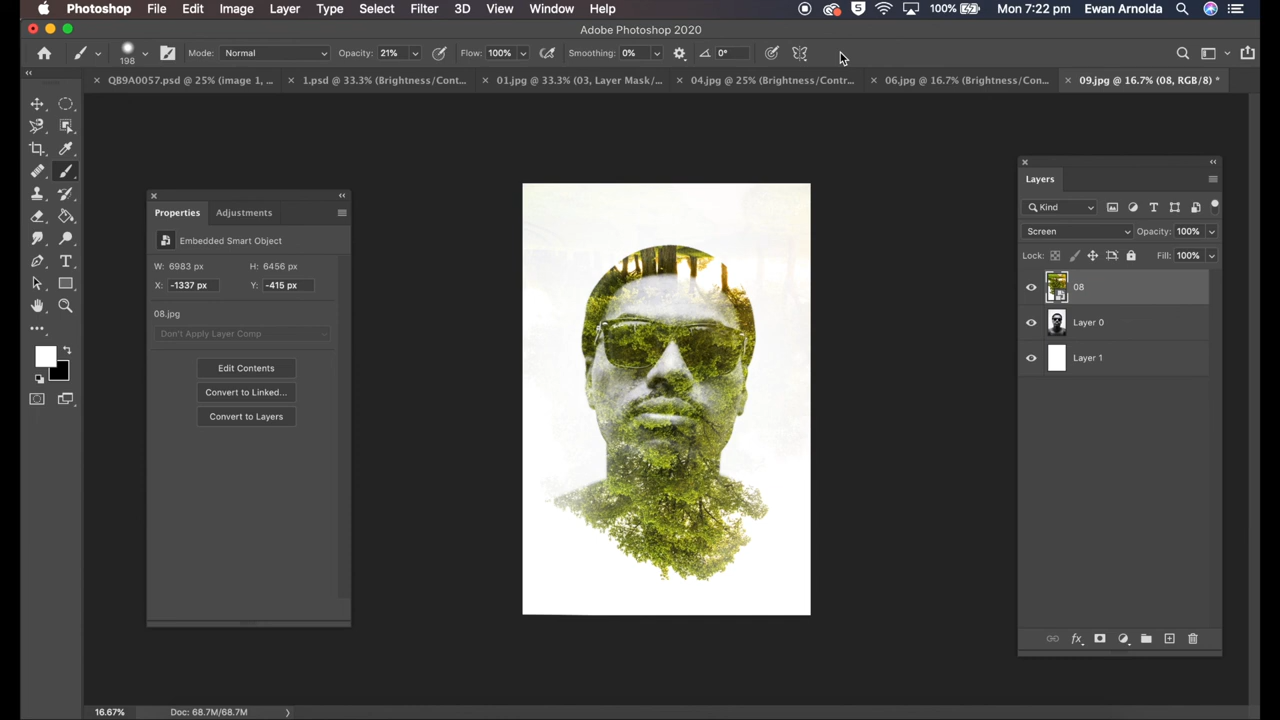 Photoshop File Edit Image Layer Type Select Filter 3D View Window Help 5 100% Mon 7:22 pm Ewan Arnolda
Adobe Photoshop 2020
198 Mode: Normal Opacity: 21% Flow: 100% Smoothing: 0% 0°
QB9A0057.psd @ 25% (image 1, ... 1.psd @ 33.3% (Brightness/Cont... 01.jpg @ 33.3% (03, Layer Mask/... 04.jpg @ 25% (Brightness/Contr... 06.jpg @ 16.7% (Brightness/Con... 09.jpg @ 16.7% (08, RGB/8) *
Properties Adjustments
Embedded Smart Object
W: 6983 px H: 6456 px
X: -1337 px Y: -415 px
08.jpg
Don't Apply Layer Comp
Edit Contents
Convert to Linked...
Convert to Layers
Layers
Kind
Screen Opacity: 100%
Lock: Fill: 100%
08
Layer 0
Layer 1
fx
16.67% Doc: 68.7M/68.7M